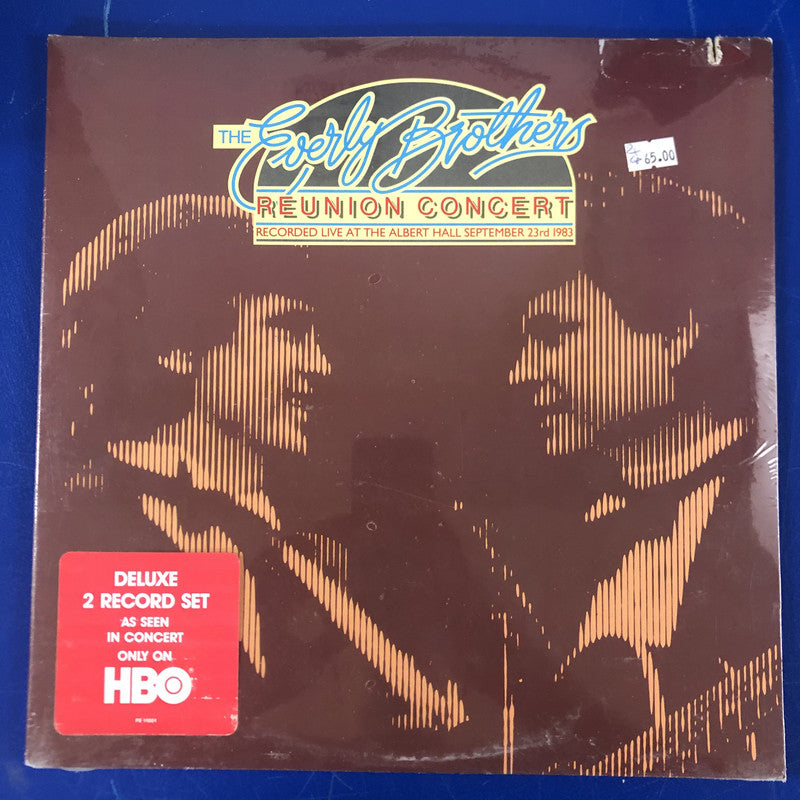 THE Everly Brothers
REUNION CONCERT
RECORDED LIVE AT THE ALBERT HALL SEPTEMBER 23rd 1983
65.00
DELUXE
2 RECORD SET
AS SEEN
IN CONCERT
ONLY ON
HBO